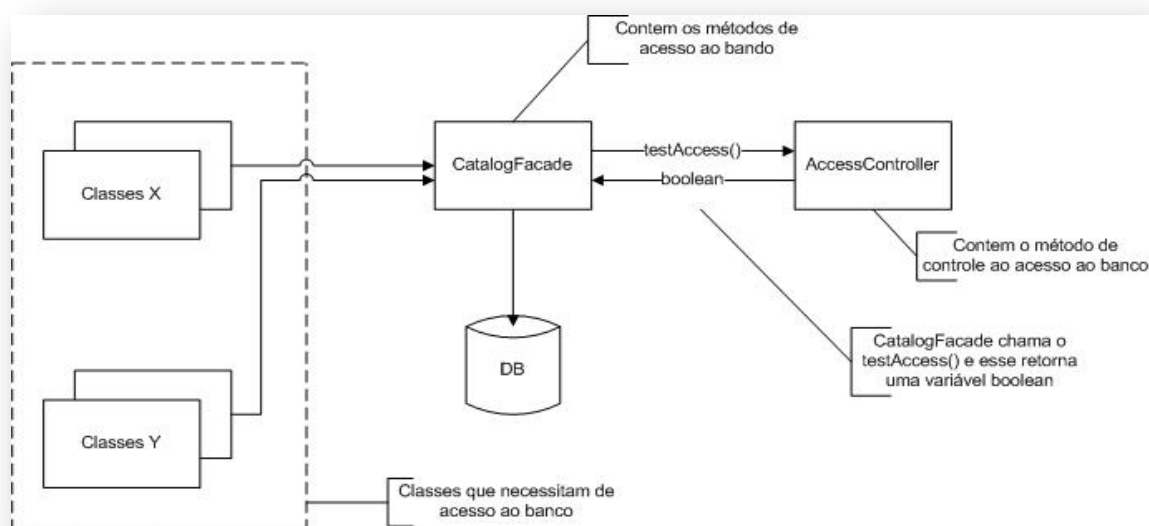 Contem os métodos de
acesso ao bando
Classes X
CatalogFacade
testAccess()
boolean
AccessController
Contem o método de
controle ao acesso ao banco
DB
CatalogFacade chama o
testAccess() e esse retorna
uma variável boolean
Classes Y
Classes que necessitam de
acesso ao banco